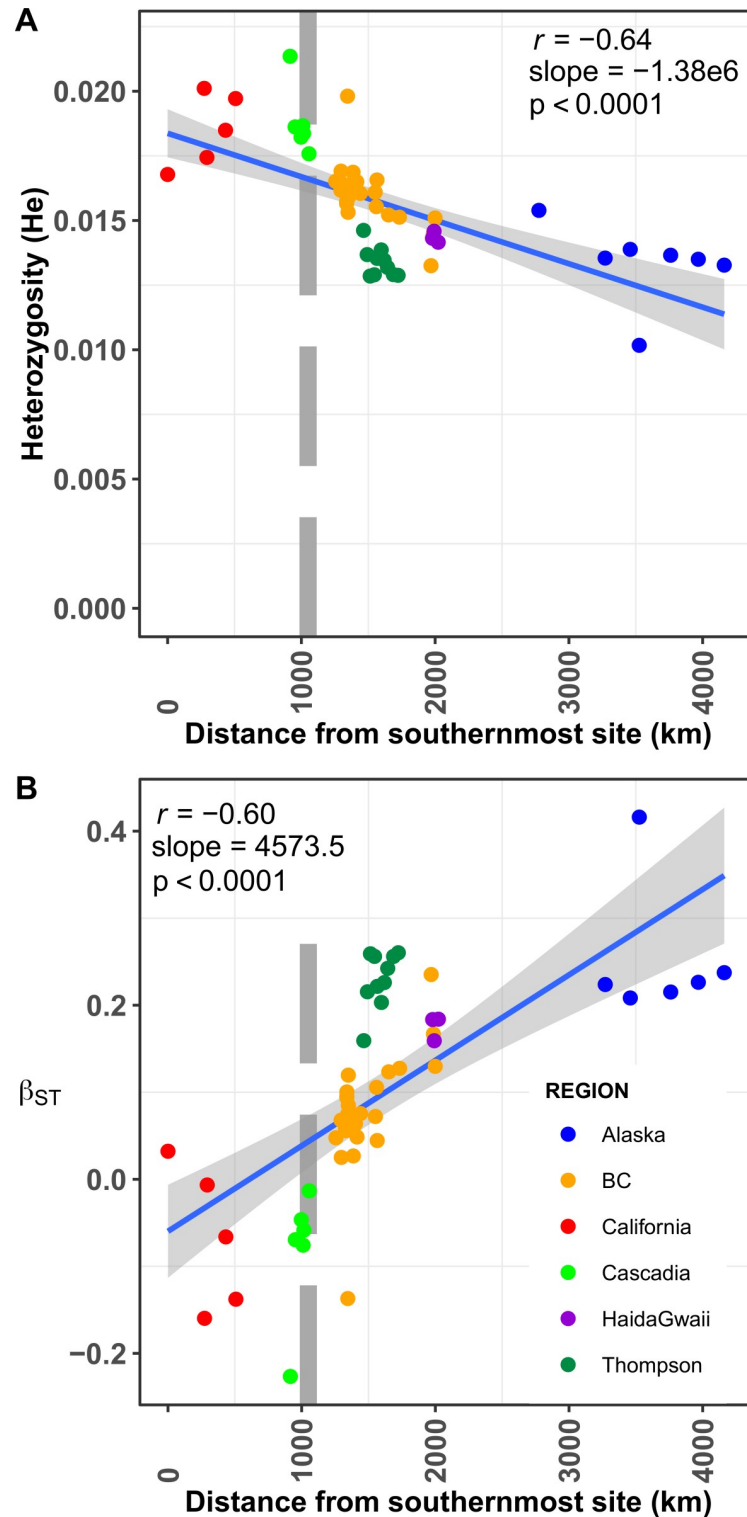 A
r = −0.64
slope = −1.38e6
p < 0.0001
0.020
0.015
0.010
0.005
0.000
Heterozygosity (He)
0
1000
2000
3000
4000
Distance from southernmost site (km)
B
r = −0.60
slope = 4573.5
p < 0.0001
0.4
0.2
0.0
−0.2
βST
REGION
Alaska
BC
California
Cascadia
HaidaGwaii
Thompson
0
1000
2000
3000
4000
Distance from southernmost site (km)